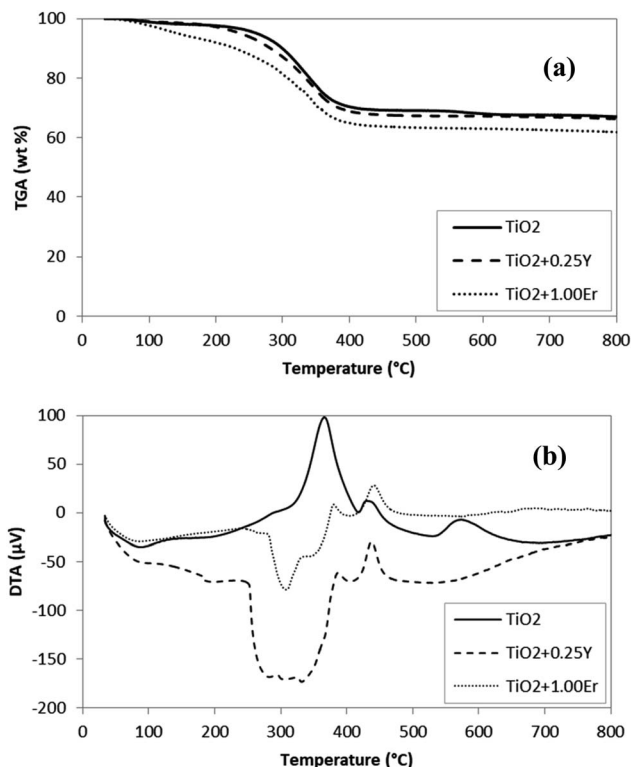 100
80
60
40
20
0
TGA (wt %)
(a)
TiO2
TiO2+0.25Y
TiO2+1.00Er
0 100 200 300 400 500 600 700 800
Temperature (°C)
100
50
0
-50
-100
-150
-200
DTA (μV)
(b)
TiO2
TiO2+0.25Y
TiO2+1.00Er
0 100 200 300 400 500 600 700 800
Temperature (°C)